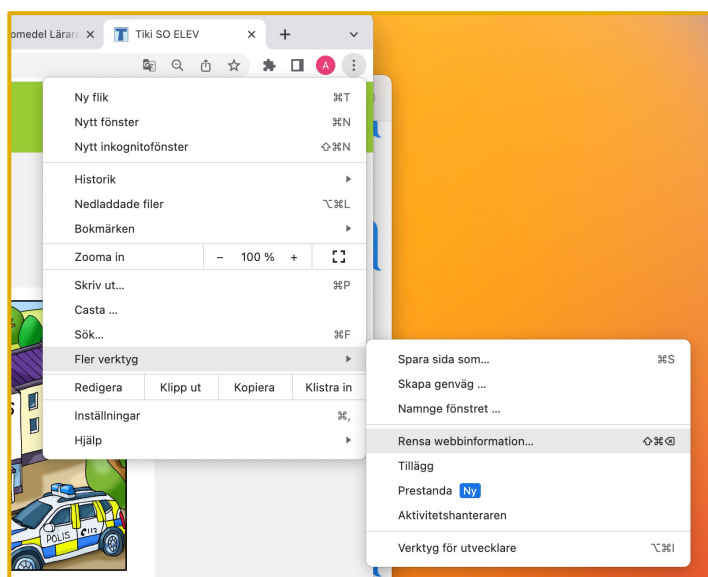 omedel Lärar
Tiki SO ELEV
A
Ny flik ⌘T
Nytt fönster ⌘N
Nytt inkognitofönster ⇧⌘N
Historik
Nedladdade filer ⌥⌘L
Bokmärken
Zooma in – 100 % +
Skriv ut... ⌘P
Casta ...
Sök... ⌘F
Fler verktyg
Redigera Klipp ut Kopiera Klistra in
Inställningar ⌘,
Hjälp
Spara sida som... ⌘S
Skapa genväg ...
Namnge fönstret ...
Rensa webbinformation... ⇧⌘⌫
Tillägg
Prestanda Ny
Aktivitetshanteraren
Verktyg för utvecklare ⌥⌘I
POLIS 112